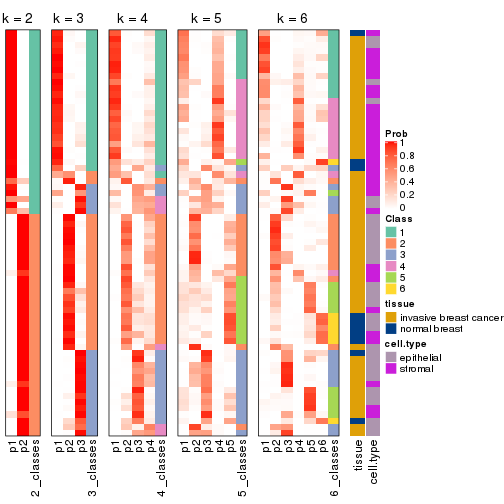 k = 2
k = 3
k = 4
k = 5
k = 6
Prob
1
0.8
0.6
0.4
0.2
0
Class
1
2
3
4
5
6
tissue
invasive breast cancer
normal breast
cell.type
epithelial
stromal
p1
p2
2_classes
p1
p2
p3
3_classes
p1
p2
p3
p4
4_classes
p1
p2
p3
p4
p5
5_classes
p1
p2
p3
p4
p5
p6
6_classes
tissue
cell.type